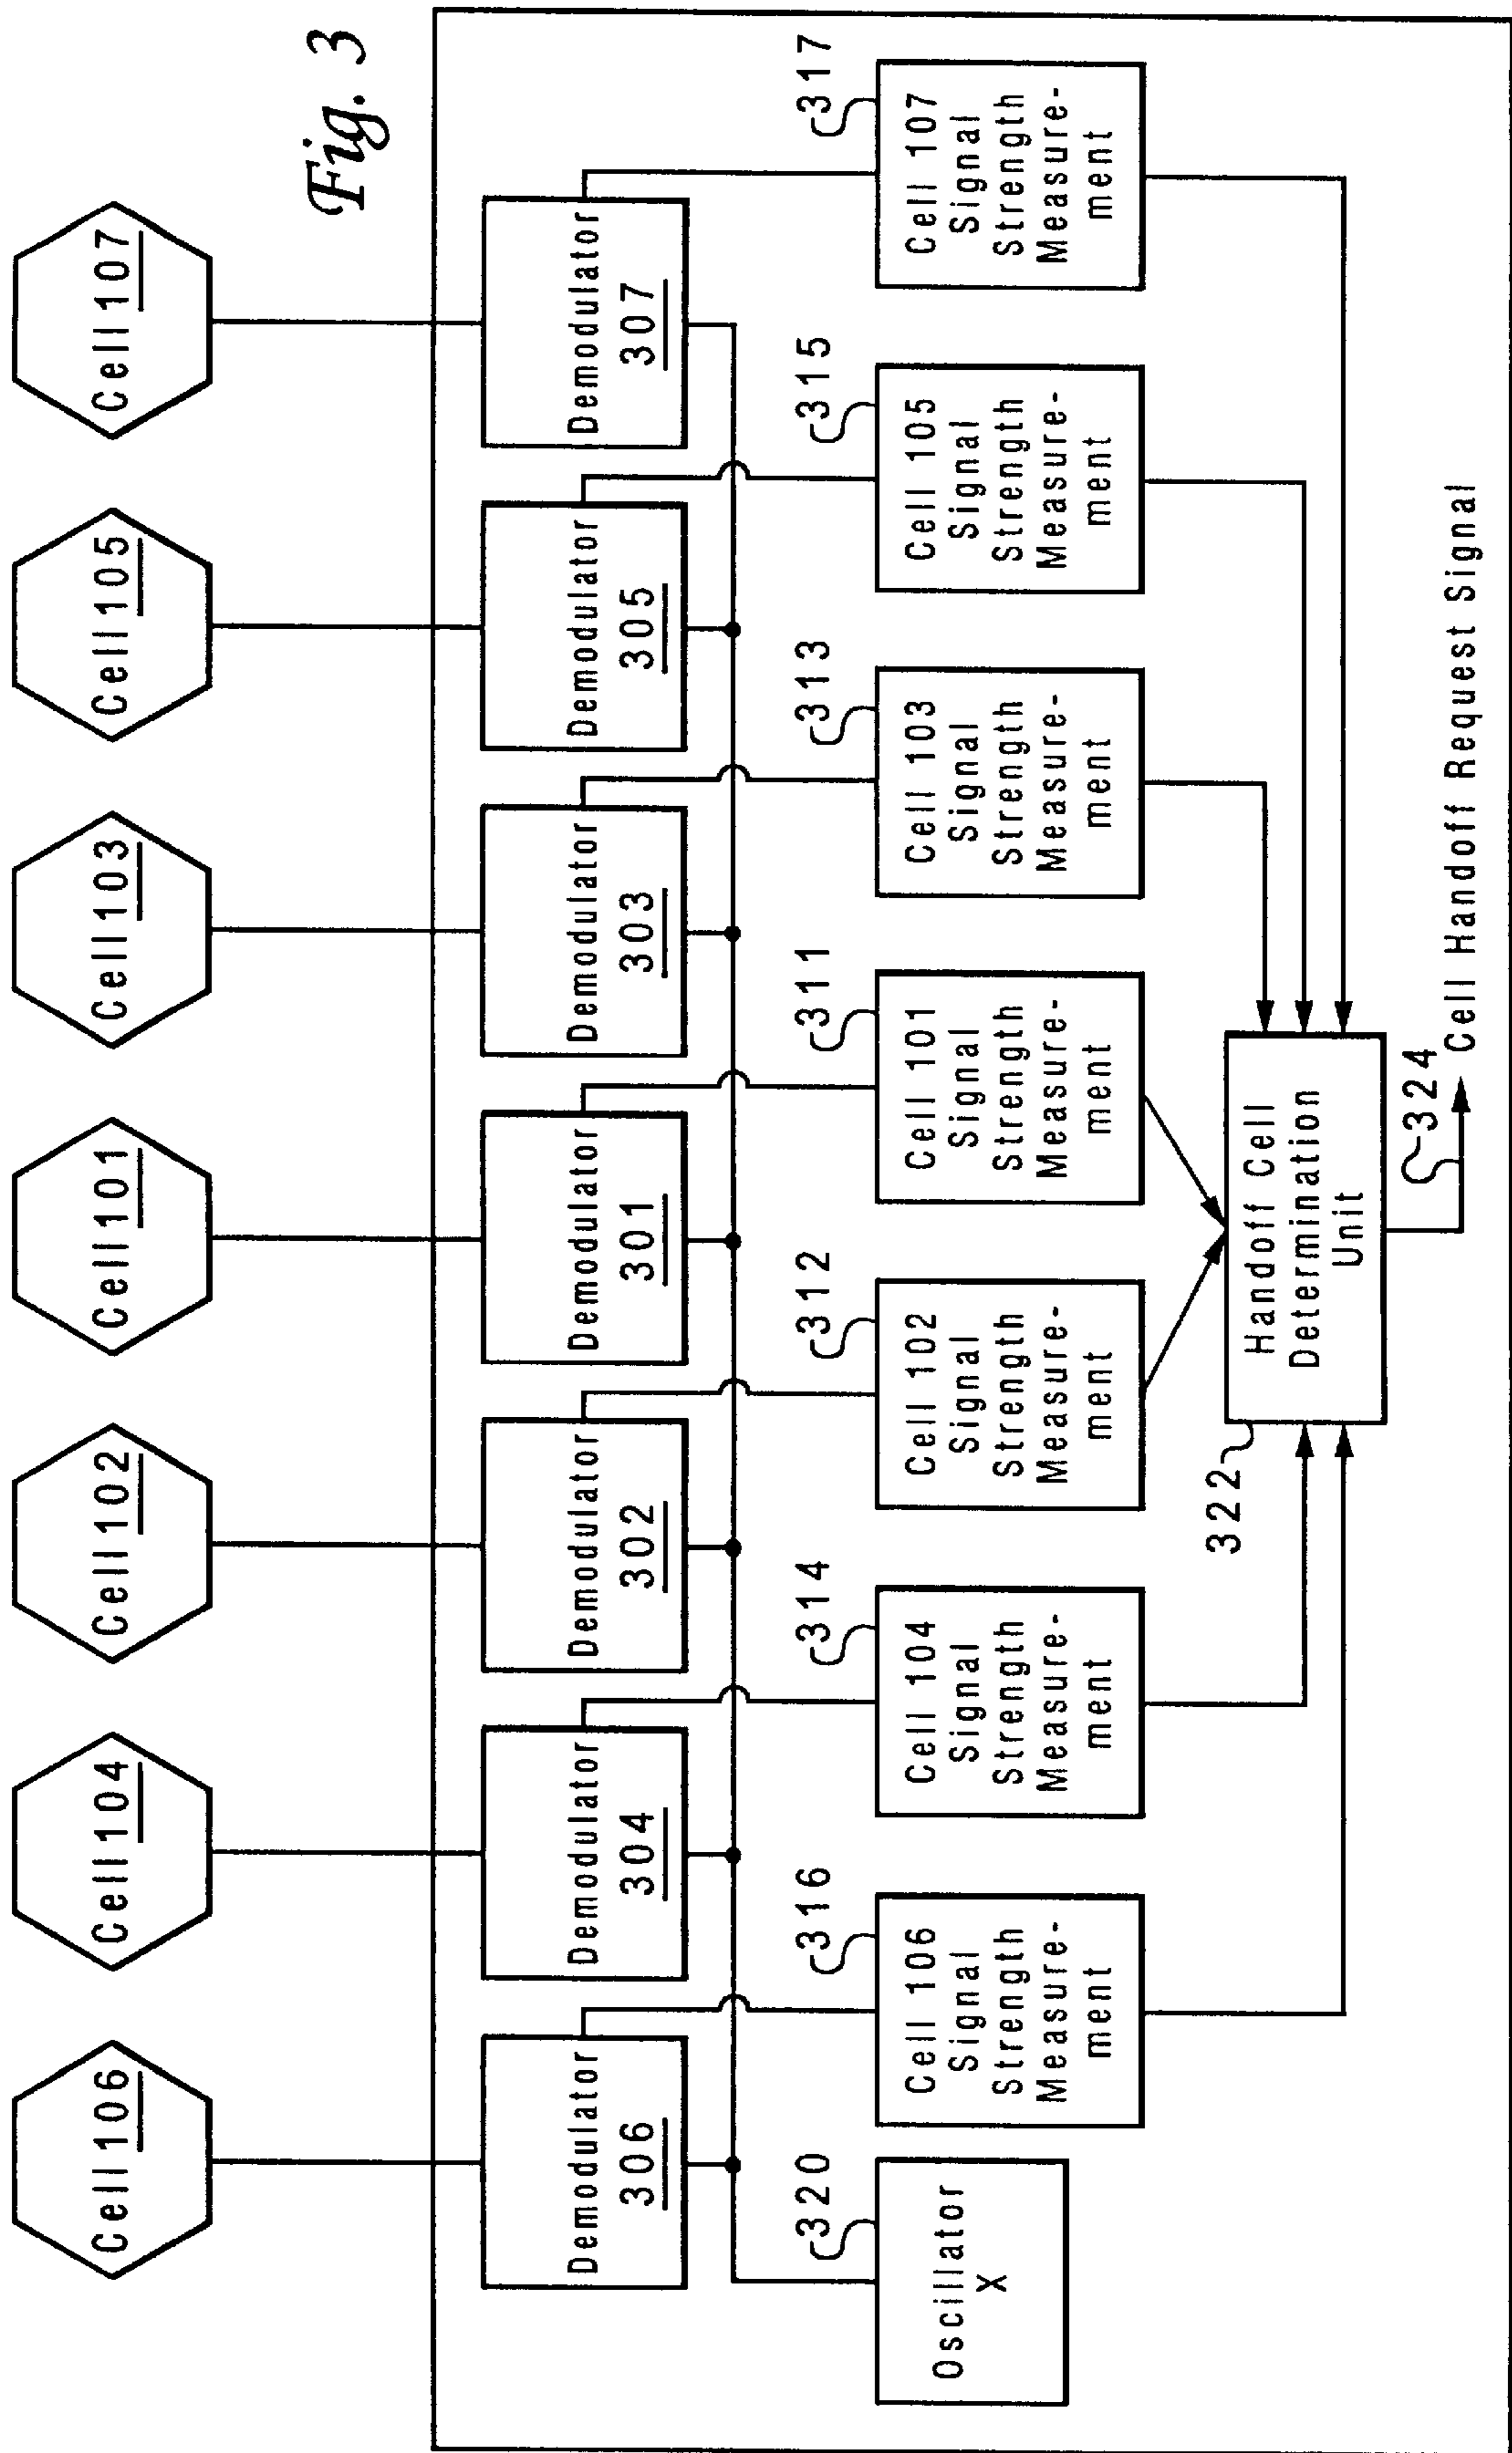 Fig. 3
Cell 106
Cell 104
Cell 102
Cell 101
Cell 103
Cell 105
Cell 107
Demodulator
306
Demodulator
304
Demodulator
302
Demodulator
301
Demodulator
303
Demodulator
305
Demodulator
307
320
316
314
312
311
313
315
317
Oscillator
X
Cell 106
Signal
Strength
Measure-
ment
Cell 104
Signal
Strength
Measure-
ment
Cell 102
Signal
Strength
Measure-
ment
Cell 101
Signal
Strength
Measure-
ment
Cell 103
Signal
Strength
Measure-
ment
Cell 105
Signal
Strength
Measure-
ment
Cell 107
Signal
Strength
Measure-
ment
322
Handoff Cell
Determination
Unit
324
Cell Handoff Request Signal